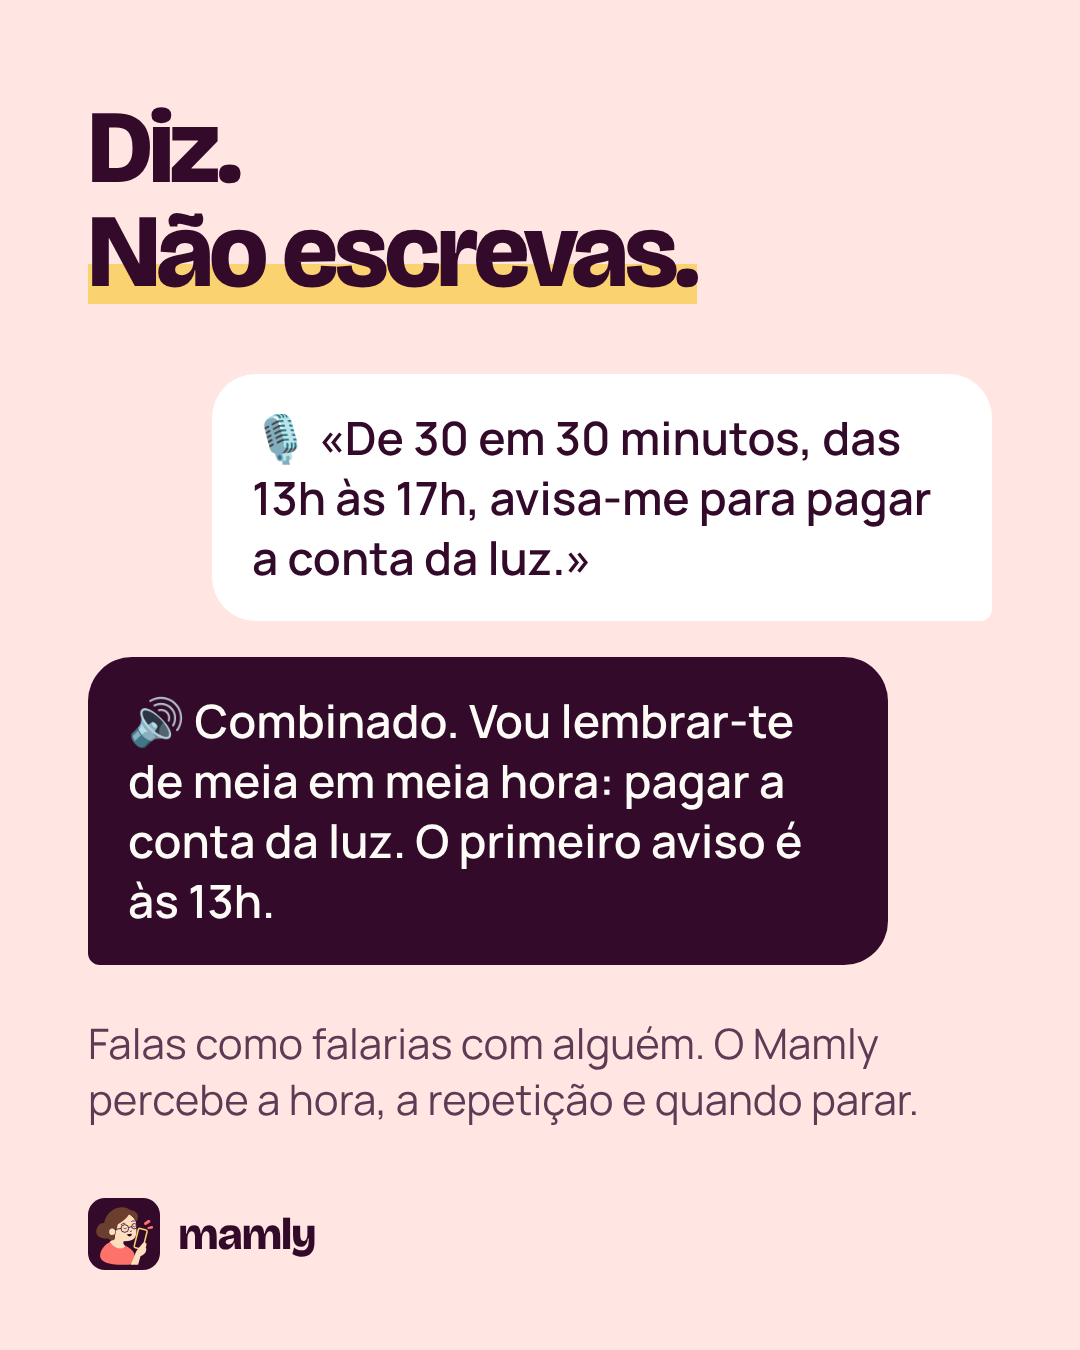 Diz.
Não escrevas.
🎙️ «De 30 em 30 minutos, das
13h às 17h, avisa-me para pagar
a conta da luz.»
🔊 Combinado. Vou lembrar-te
de meia em meia hora: pagar a
conta da luz. O primeiro aviso é
às 13h.
Falas como falarias com alguém. O Mamly
percebe a hora, a repetição e quando parar.
mamly